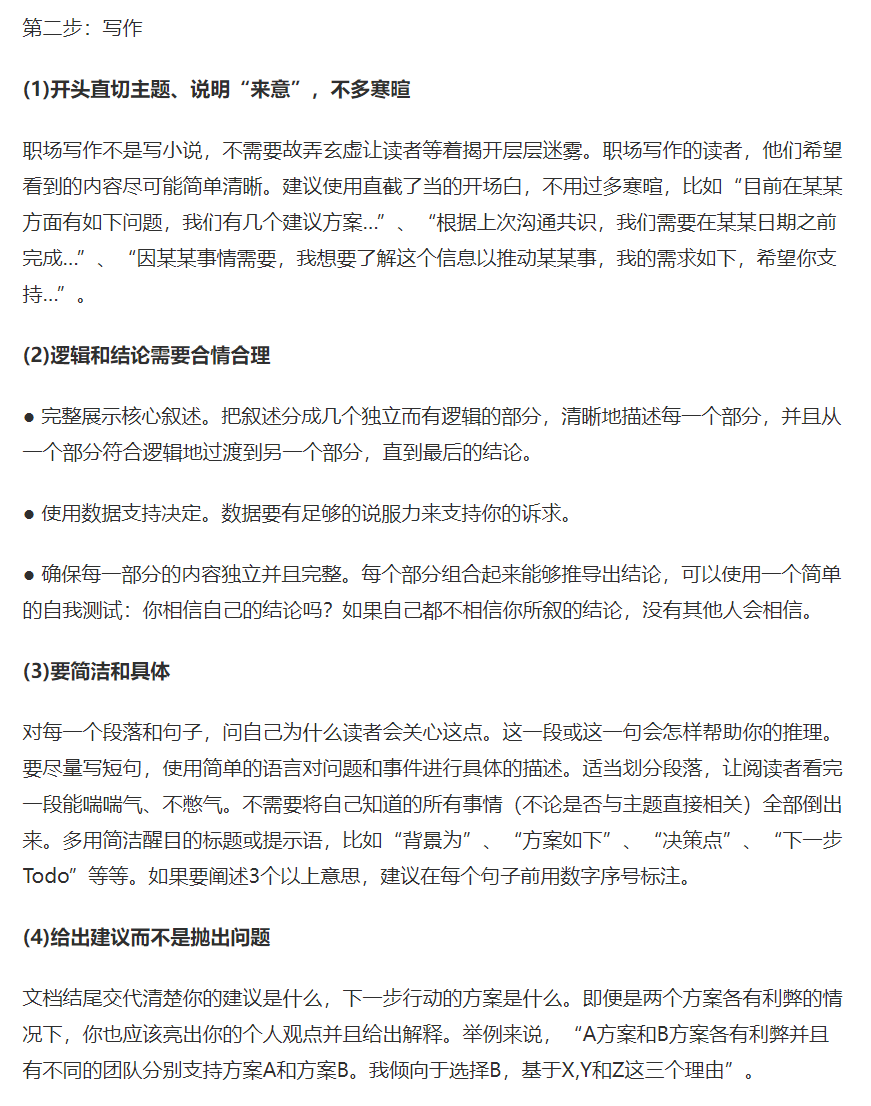 第二步：写作
(1)开头直切主题、说明“来意”，不多寒暄
职场写作不是写小说，不需要故弄玄虚让读者等着揭开层层迷雾。职场写作的读者，他们希望
看到的内容尽可能简单清晰。建议使用直截了当的开场白，不用过多寒暄，比如“目前在某某
方面有如下问题，我们有几个建议方案...”、“根据上次沟通共识，我们需要在某某日期之前
完成...”、“因某某事情需要，我想要了解这个信息以推动某某事，我的需求如下，希望你支
持...”。
(2)逻辑和结论需要合情合理
● 完整展示核心叙述。把叙述分成几个独立而有逻辑的部分，清晰地描述每一个部分，并且从
一个部分符合逻辑地过渡到另一个部分，直到最后的结论。
● 使用数据支持决定。数据要有足够的说服力来支持你的诉求。
● 确保每一部分的内容独立并且完整。每个部分组合起来能够推导出结论，可以使用一个简单
的自我测试：你相信自己的结论吗？如果自己都不相信你所叙的结论，没有其他人会相信。
(3)要简洁和具体
对每一个段落和句子，问自己为什么读者会关心这点。这一段或这一句会怎样帮助你的推理。
要尽量写短句，使用简单的语言对问题和事件进行具体的描述。适当划分段落，让阅读者看完
一段能喘喘气、不憋气。不需要将自己知道的所有事情（不论是否与主题直接相关）全部倒出
来。多用简洁醒目的标题或提示语，比如“背景为”、“方案如下”、“决策点”、“下一步
Todo”等等。如果要阐述3个以上意思，建议在每个句子前用数字序号标注。
(4)给出建议而不是抛出问题
文档结尾交代清楚你的建议是什么，下一步行动的方案是什么。即便是两个方案各有利弊的情
况下，你也应该亮出你的个人观点并且给出解释。举例来说，“A方案和B方案各有利弊并且
有不同的团队分别支持方案A和方案B。我倾向于选择B，基于X,Y和Z这三个理由”。